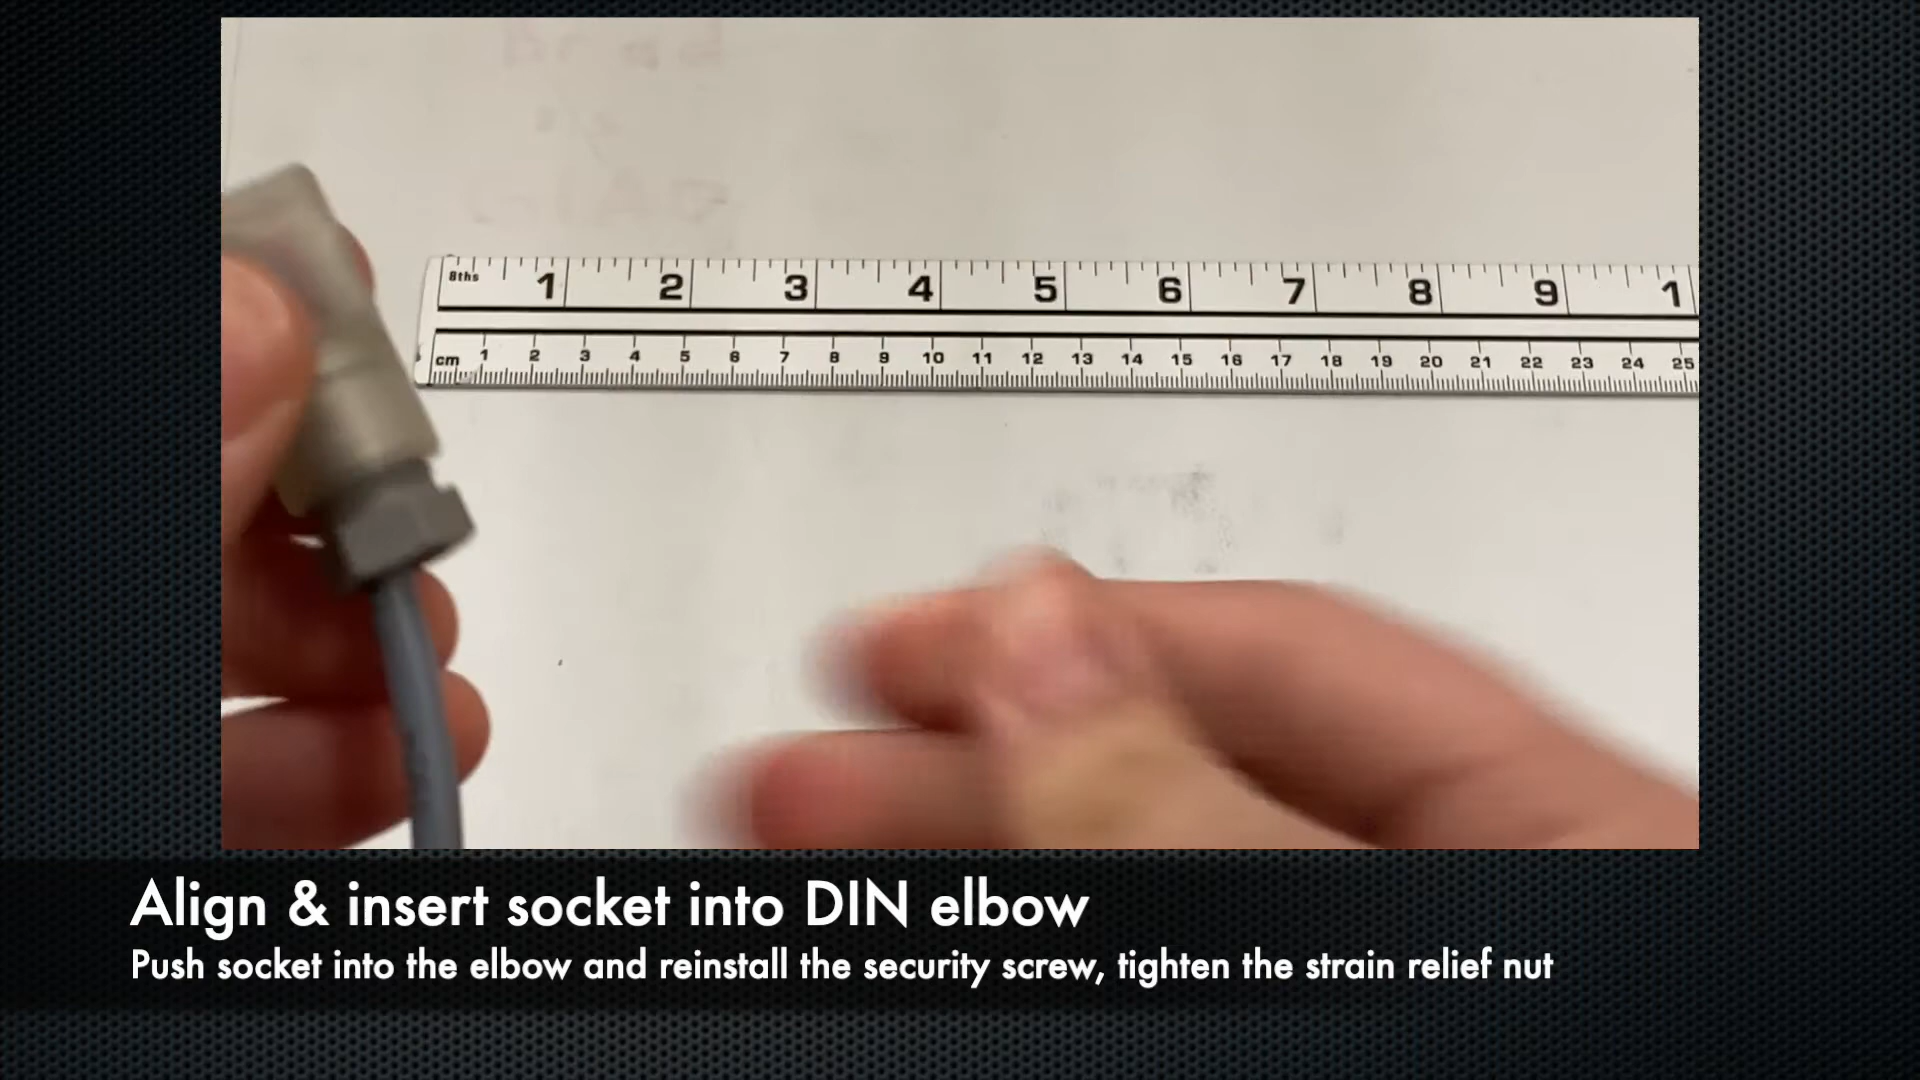 8ths 1 2 3 4 5 6 7 8 9 1
cm 1 2 3 4 5 6 7 8 9 10 11 12 13 14 15 16 17 18 19 20 21 22 23 24 25
Align & insert socket into DIN elbow
Push socket into the elbow and reinstall the security screw, tighten the strain relief nut